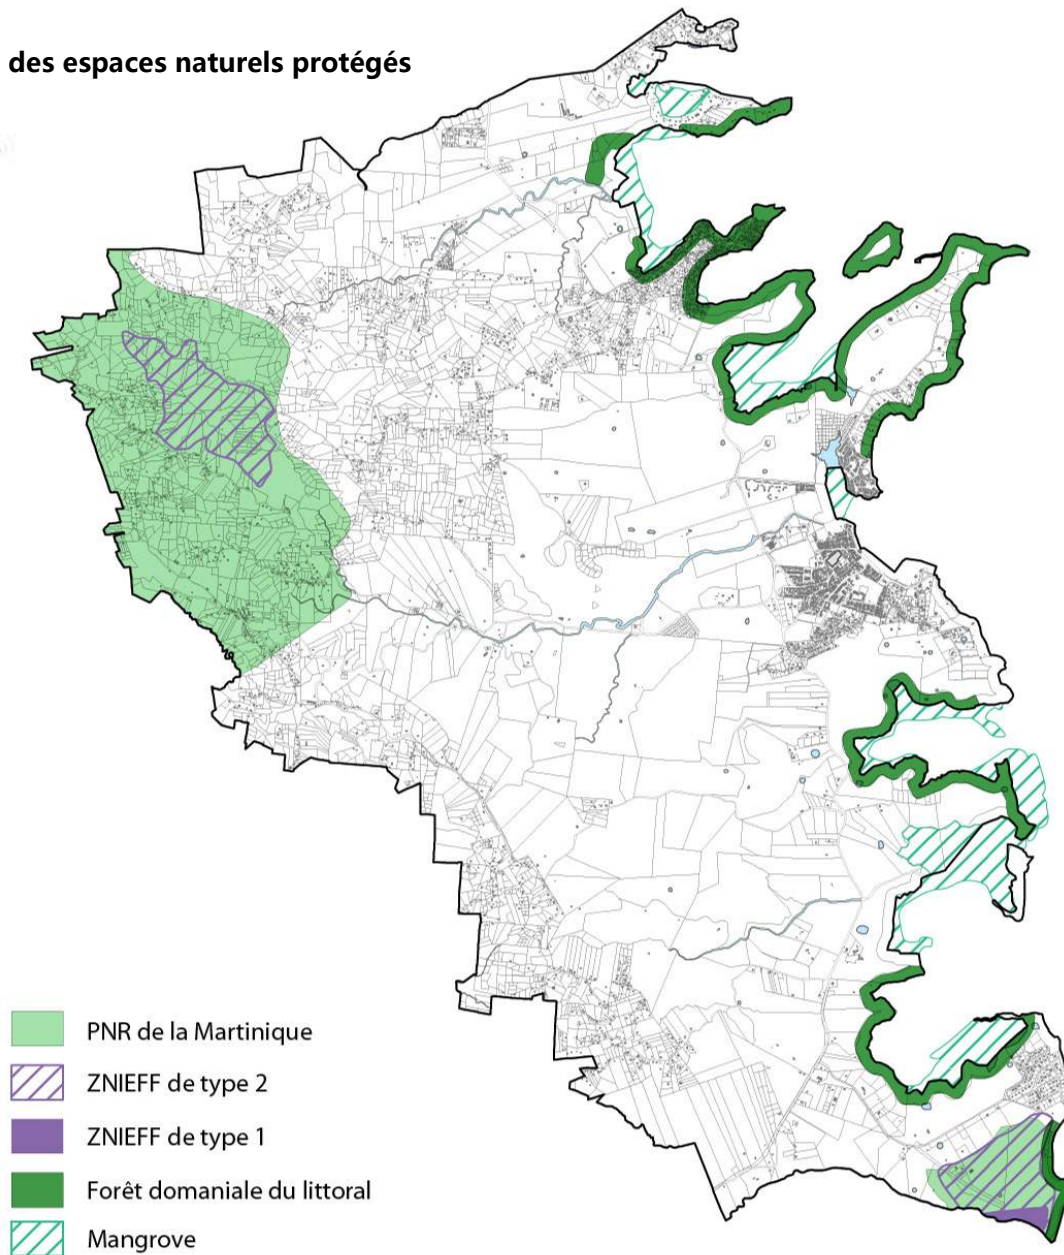 des espaces naturels protégés
PNR de la Martinique
ZNIEFF de type 2
ZNIEFF de type 1
Forêt domaniale du littoral
Mangrove